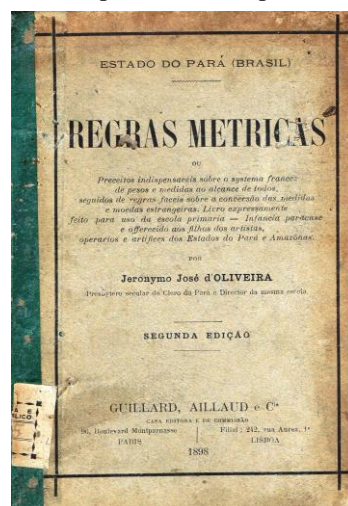 ESTADO DO PARÁ (BRASIL)
REGRAS METRICAS
OU
Preceitos indispensaveis sobre o systema francez
de pesos e medidas ao alcance de todos,
seguidos de regras faceis sobre a conversão das medidas
e moedas estrangeiras. Livro expressamente
feito para uso da escola primaria — Infancia paraense
e offerecido aos filhos dos artistas,
operarios e artifices dos Estados do Pará e Amazonas.
POR
Jeronymo José d'OLIVEIRA
Presbytero secular do Clero do Pará e Director da mesma escola
SEGUNDA EDIÇÃO
GUILLARD, AILLAUD e Cia
CASA EDITORA E DE COMMISSÃO
96, Boulevard Montparnasse
PARIS
Filial : 242, rua Aurea, 1º
LISBOA
1898